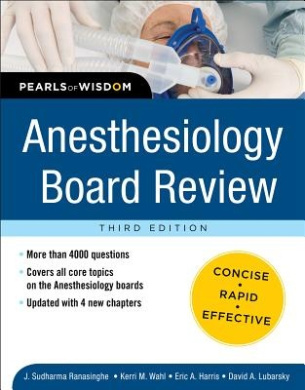 PEARLS OF WISDOM
Anesthesiology
Board Review
THIRD EDITION
• More than 4000 questions
• Covers all core topics
on the Anesthesiology boards
• Updated with 4 new chapters
CONCISE
• RAPID •
EFFECTIVE
J. Sudharma Ranasinghe • Kerri M. Wahl • Eric A. Harris • David A. Lubarsky